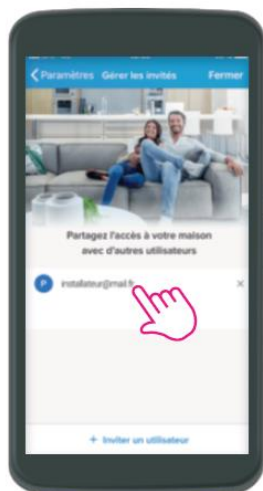 Paramètres Gérer les invités Fermer
Partagez l'accès à votre maison
avec d'autres utilisateurs
P installateur@mail.fr ×
+ Inviter un utilisateur